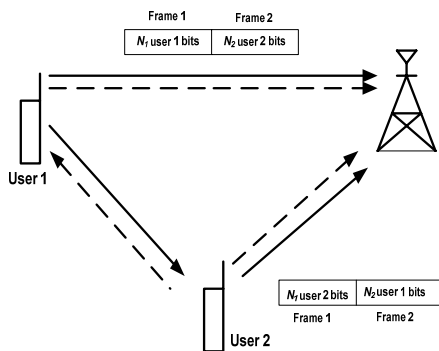 Frame 1 Frame 2
N1 user 1 bits N2 user 2 bits
User 1
N1 user 2 bits N2 user 1 bits
Frame 1 Frame 2
User 2